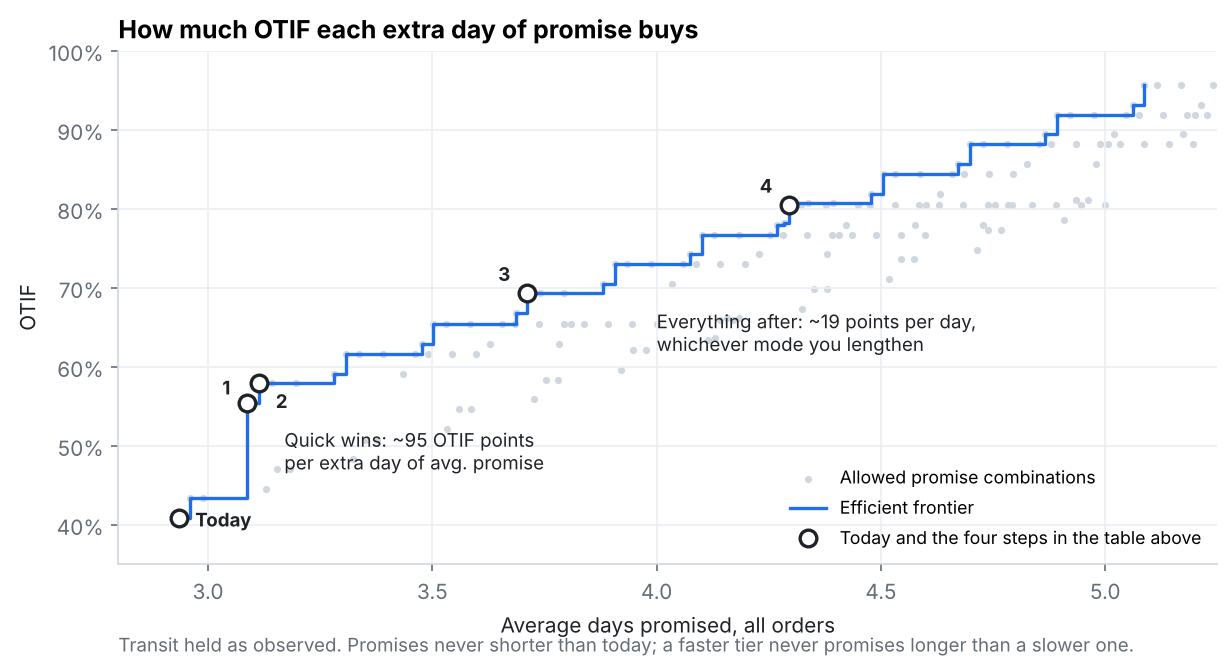 How much OTIF each extra day of promise buys
100%
90%
80%
70%
60%
50%
40%
OTIF
4
3
1
2
Today
Everything after: ~19 points per day,
whichever mode you lengthen
Quick wins: ~95 OTIF points
per extra day of avg. promise
Allowed promise combinations
Efficient frontier
Today and the four steps in the table above
3.0
3.5
4.0
4.5
5.0
Average days promised, all orders
Transit held as observed. Promises never shorter than today; a faster tier never promises longer than a slower one.